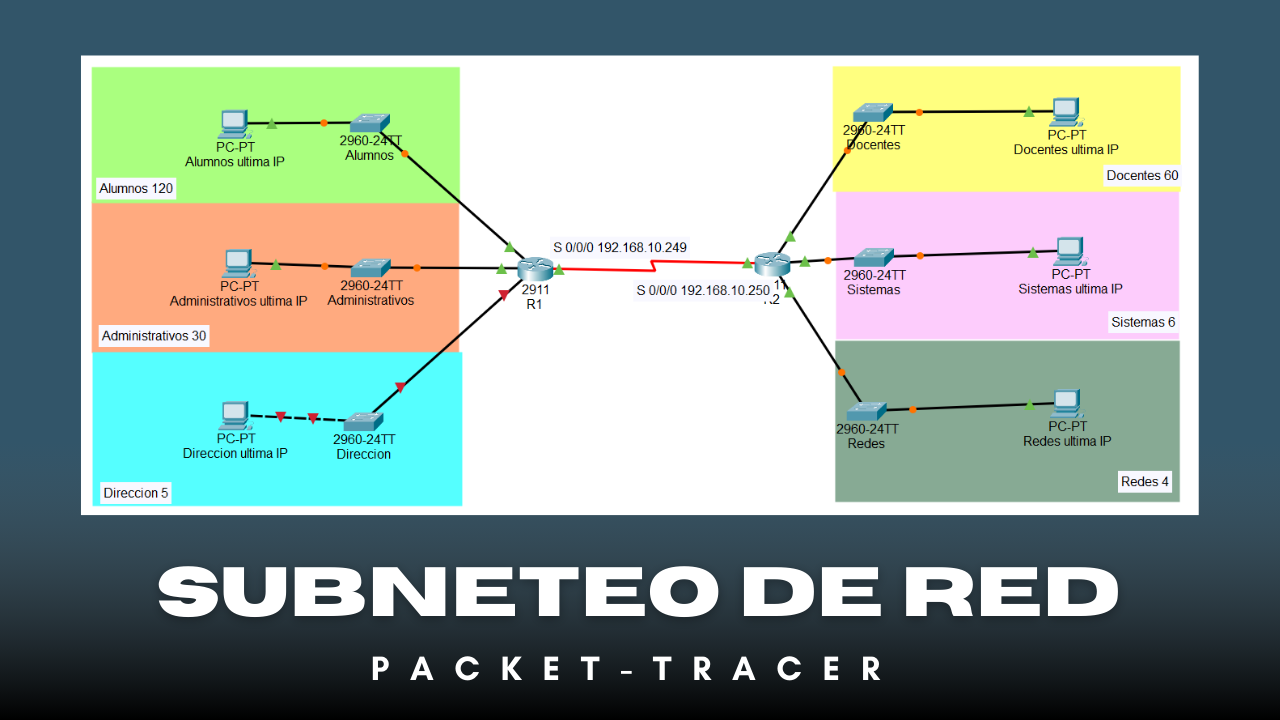 PC-PT
Alumnos ultima IP
2960-24TT
Alumnos
Alumnos 120
PC-PT
Administrativos ultima IP
2960-24TT
Administrativos
Administrativos 30
PC-PT
Direccion ultima IP
2960-24TT
Direccion
Direccion 5
S 0/0/0 192.168.10.249
2911
R1
S 0/0/0 192.168.10.250
R2
2960-24TT
Docentes
PC-PT
Docentes ultima IP
Docentes 60
2960-24TT
Sistemas
PC-PT
Sistemas ultima IP
Sistemas 6
2960-24TT
Redes
PC-PT
Redes ultima IP
Redes 4
SUBNETEO DE RED
PACKET-TRACER